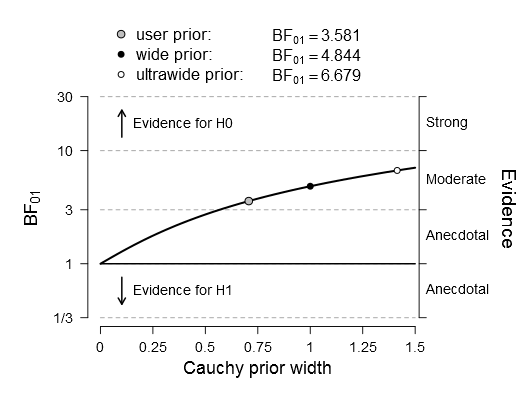 user prior: BF01 = 3.581
wide prior: BF01 = 4.844
ultrawide prior: BF01 = 6.679
30
10
3
1
1/3
BF01
Evidence for H0
Evidence for H1
Strong
Moderate
Anecdotal
Anecdotal
Evidence
0 0.25 0.5 0.75 1 1.25 1.5
Cauchy prior width